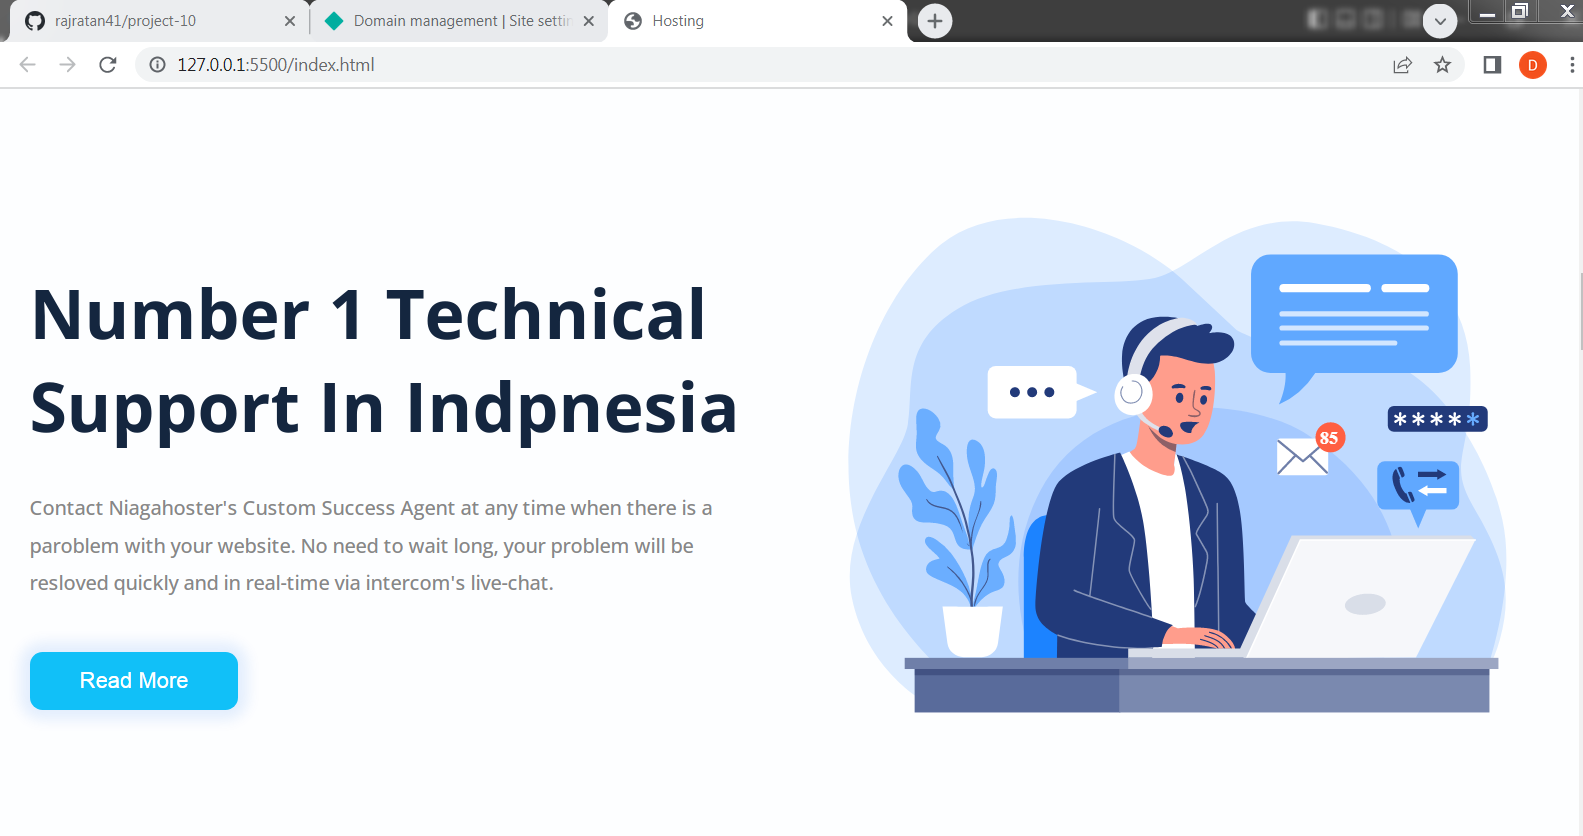 rajratan41/project-10
Domain management | Site settin
Hosting
127.0.0.1:5500/index.html
D
Number 1 Technical
Support In Indpnesia
Contact Niagahoster's Custom Success Agent at any time when there is a
paroblem with your website. No need to wait long, your problem will be
resloved quickly and in real-time via intercom's live-chat.
Read More
85
*****